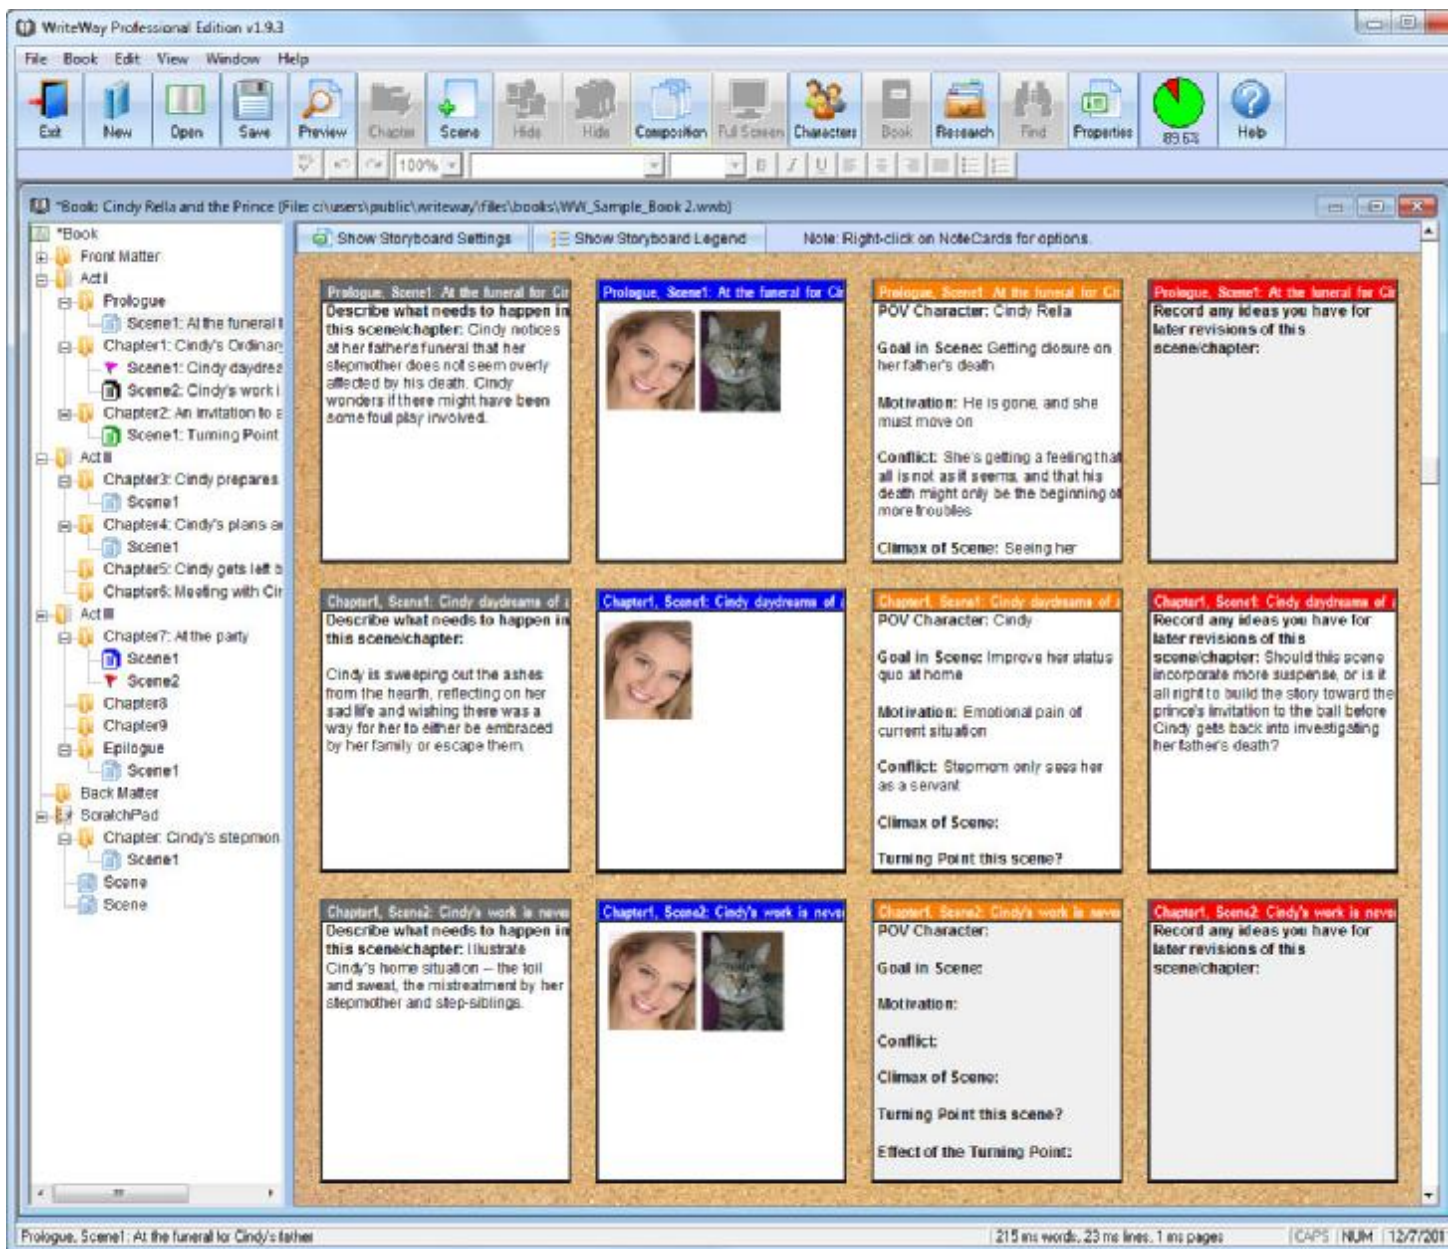 WriteWay Professional Edition v1.9.3
File Book Edit View Window Help
Exit New Open Save Preview Chapter Scene Hide Hide Composition Full Screen Characters Book Research Find Properties 89.6% Help
100% B I U
*Book: Cindy Rella and the Prince (File: c:\users\public\writeway\files\books\WW_Sample_Book 2.wwb)
*Book
Front Matter
Act I
Prologue
Scene1: At the funeral
Chapter1: Cindy's Ordinary
Scene1: Cindy daydrea
Scene2: Cindy's work i
Chapter2: An invitation to a
Scene1: Turning Point
Act II
Chapter3: Cindy prepares
Scene1
Chapter4: Cindy's plans ar
Scene1
Chapter5: Cindy gets left b
Chapter6: Meeting with Cin
Act III
Chapter7: At the party
Scene1
Scene2
Chapter8
Chapter9
Epilogue
Scene1
Back Matter
ScratchPad
Chapter: Cindy's stepmon
Scene1
Scene
Scene
Show Storyboard Settings Show Storyboard Legend Note: Right-click on NoteCards for options.
Prologue, Scene1: At the funeral for Cin
Describe what needs to happen in
this scene/chapter: Cindy notices
at her father's funeral that her
stepmother does not seem overly
affected by his death. Cindy
wonders if there might have been
some foul play involved.
Prologue, Scene1: At the funeral for Cin
Prologue, Scene1: At the funeral for Cin
POV Character: Cindy Rella
Goal in Scene: Getting closure on
her father's death
Motivation: He is gone, and she
must move on
Conflict: She's getting a feeling that
all is not as it seems, and that his
death might only be the beginning of
more troubles
Climax of Scene: Seeing her
Prologue, Scene1: At the funeral for Cin
Record any ideas you have for
later revisions of this
scene/chapter:
Chapter1, Scene1: Cindy daydreams of a
Describe what needs to happen in
this scene/chapter:
Cindy is sweeping out the ashes
from the hearth, reflecting on her
sad life and wishing there was a
way for her to either be embraced
by her family or escape them.
Chapter1, Scene1: Cindy daydreams of a
Chapter1, Scene1: Cindy daydreams of a
POV Character: Cindy
Goal in Scene: Improve her status
quo at home
Motivation: Emotional pain of
current situation
Conflict: Stepmom only sees her
as a servant
Climax of Scene:
Turning Point this scene?
Chapter1, Scene1: Cindy daydreams of a
Record any ideas you have for
later revisions of this
scene/chapter: Should this scene
incorporate more suspense, or is it
all right to build the story toward the
prince's invitation to the ball before
Cindy gets back into investigating
her father's death?
Chapter1, Scene2: Cindy's work is never
Describe what needs to happen in
this scene/chapter: Illustrate
Cindy's home situation -- the toil
and sweat, the mistreatment by her
stepmother and step-siblings.
Chapter1, Scene2: Cindy's work is never
Chapter1, Scene2: Cindy's work is never
POV Character:
Goal in Scene:
Motivation:
Conflict:
Climax of Scene:
Turning Point this scene?
Effect of the Turning Point:
Chapter1, Scene2: Cindy's work is never
Record any ideas you have for
later revisions of this
scene/chapter:
Prologue, Scene1: At the funeral for Cindy's father 215 ms words, 23 ms lines, 1 ms pages CAPS NUM 12/7/201